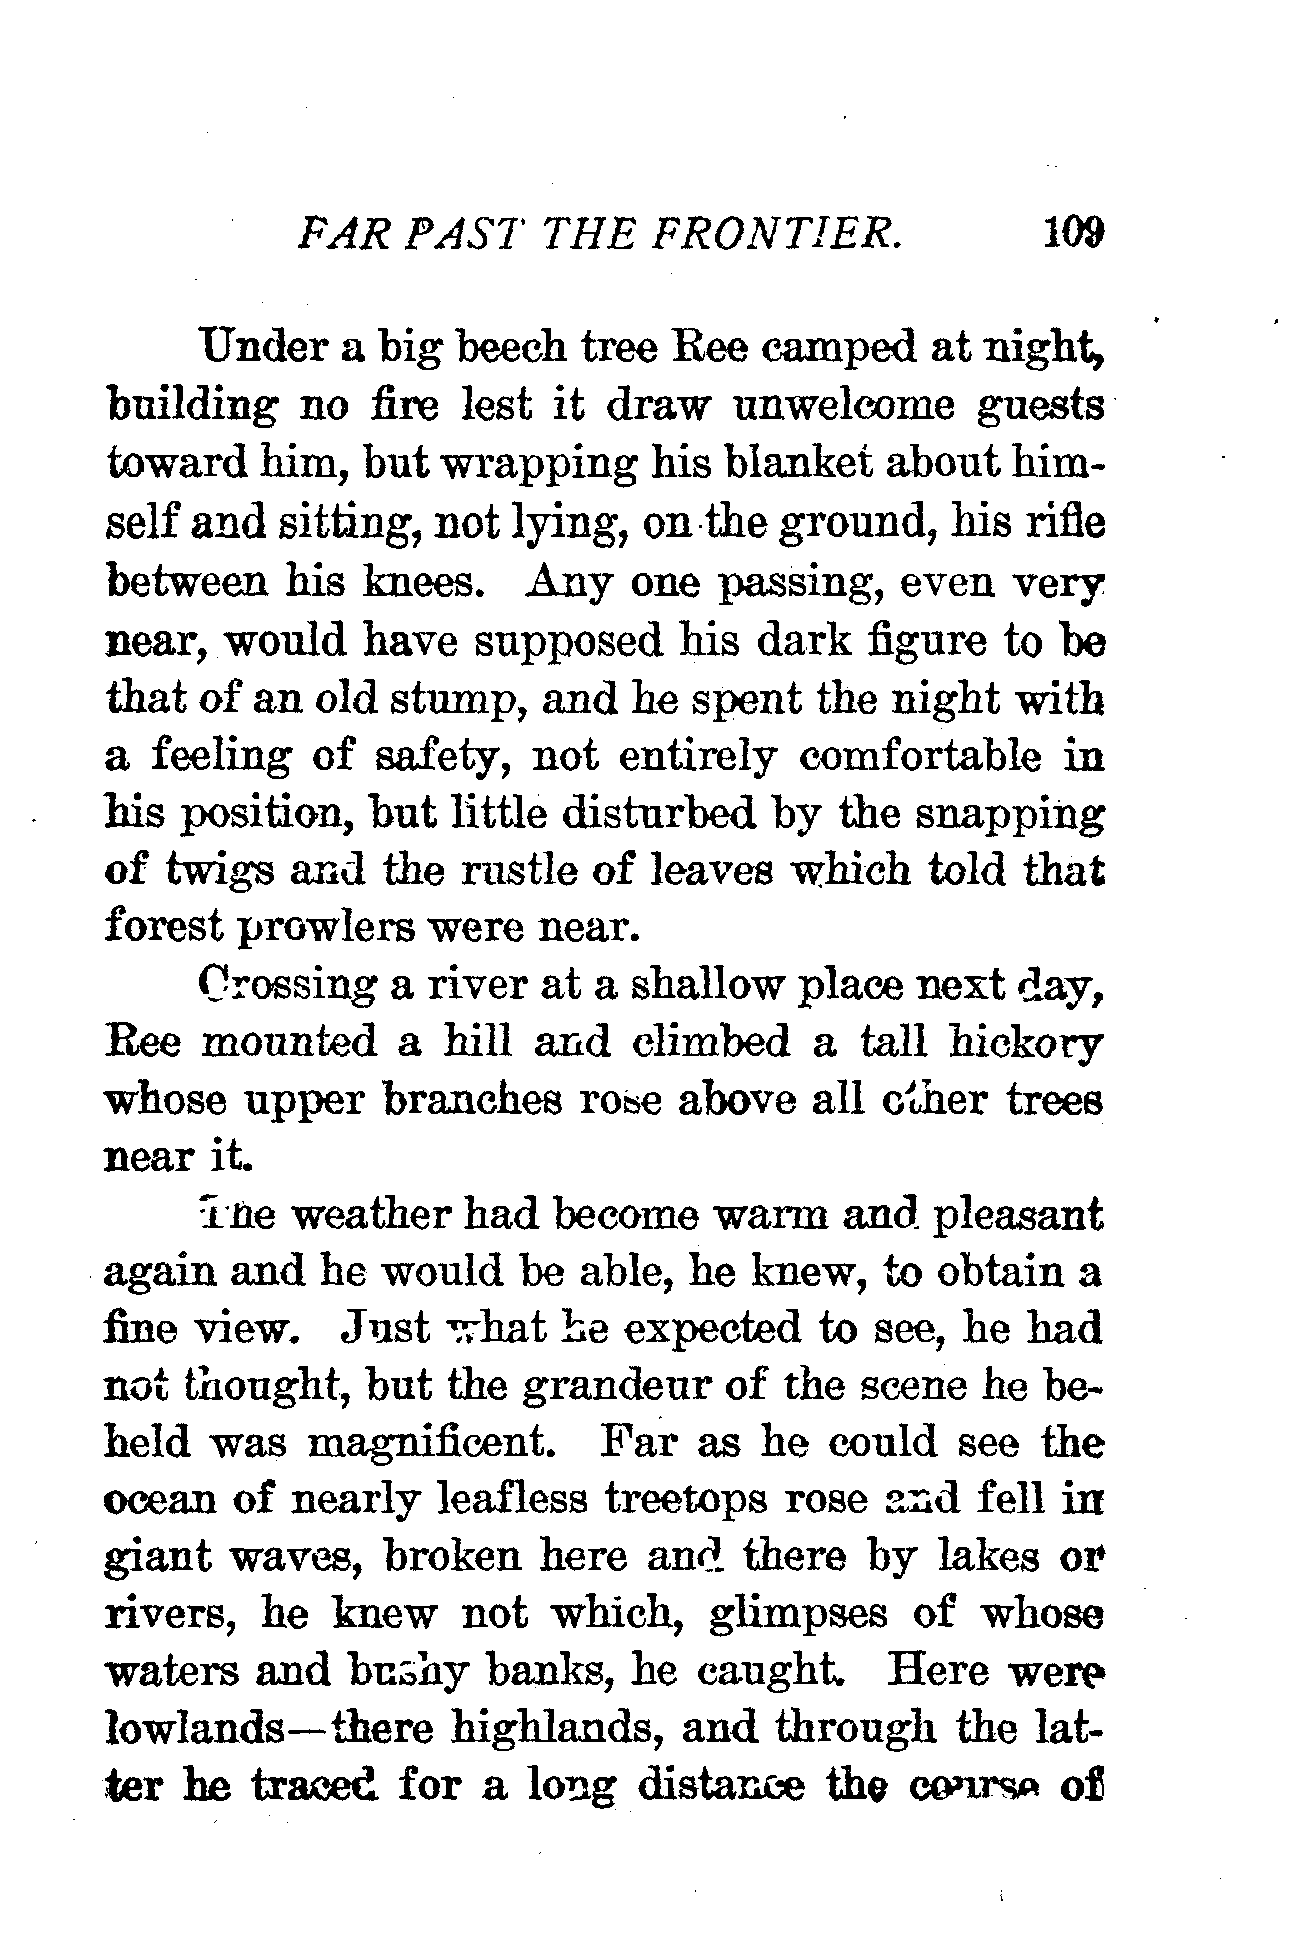 FAR PAST THE FRONTIER. 109
Under a big beech tree Ree camped at night,
building no fire lest it draw unwelcome guests
toward him, but wrapping his blanket about him-
self and sitting, not lying, on the ground, his rifle
between his knees. Any one passing, even very
near, would have supposed his dark figure to be
that of an old stump, and he spent the night with
a feeling of safety, not entirely comfortable in
his position, but little disturbed by the snapping
of twigs and the rustle of leaves which told that
forest prowlers were near.
Crossing a river at a shallow place next day,
Ree mounted a hill and climbed a tall hickory
whose upper branches rose above all other trees
near it.
The weather had become warm and pleasant
again and he would be able, he knew, to obtain a
fine view. Just what he expected to see, he had
not thought, but the grandeur of the scene he be-
held was magnificent. Far as he could see the
ocean of nearly leafless treetops rose and fell in
giant waves, broken here and there by lakes or
rivers, he knew not which, glimpses of whose
waters and bushy banks, he caught. Here were
lowlands—there highlands, and through the lat-
ter he traced for a long distance the course of